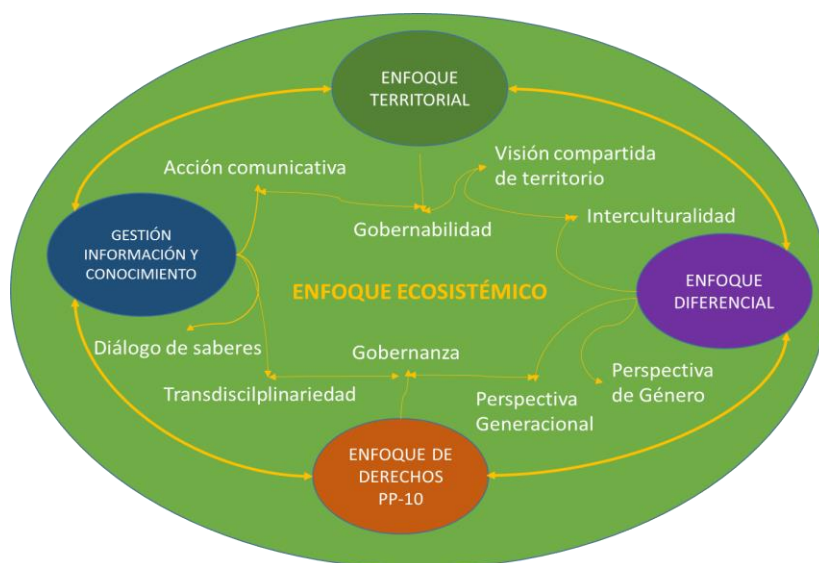 ENFOQUE
TERRITORIAL
Acción comunicativa
Visión compartida
de territorio
Gobernabilidad
Interculturalidad
GESTIÓN
INFORMACIÓN Y
CONOCIMIENTO
ENFOQUE ECOSISTÉMICO
ENFOQUE
DIFERENCIAL
Diálogo de saberes
Gobernanza
Transdiscilplinariedad
Perspectiva
Generacional
Perspectiva
de Género
ENFOQUE DE
DERECHOS
PP-10